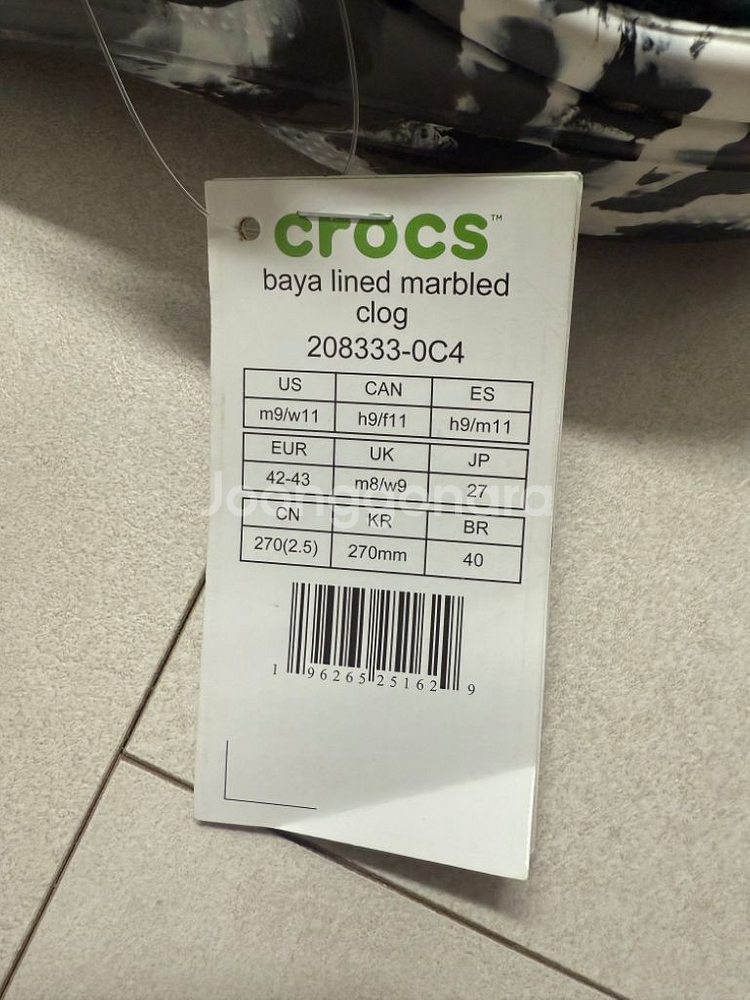 crocs™
baya lined marbled
clog
208333-0C4
US CAN ES
m9/w11 h9/f11 h9/m11
EUR UK JP
42-43 m8/w9 27
CN KR BR
270(2.5) 270mm 40
Joonggonara
1 96265 25162 9